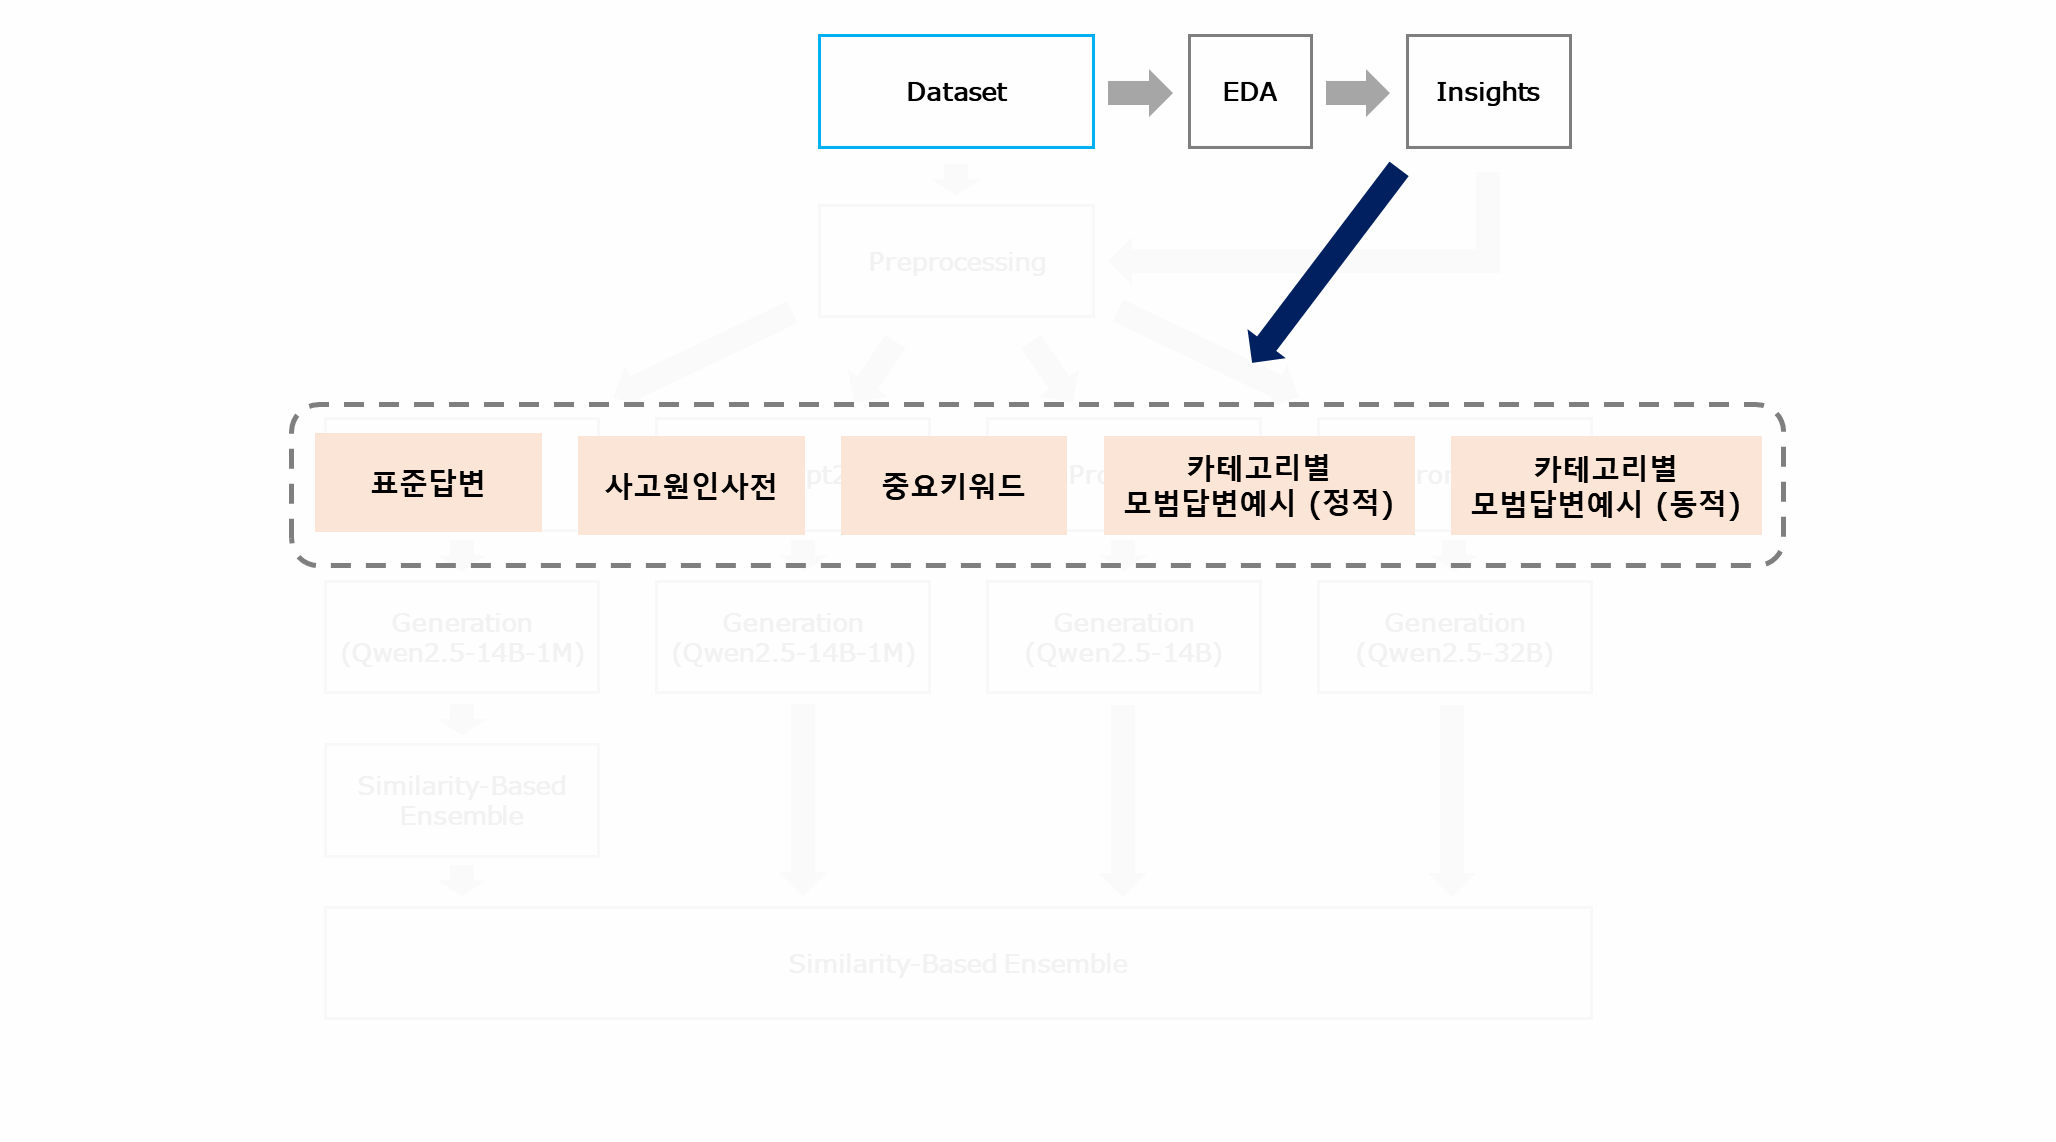 Dataset
EDA
Insights
Preprocessing
표준답변
사고원인사전
중요키워드
카테고리별
모범답변예시 (정적)
카테고리별
모범답변예시 (동적)
Generation
(Qwen2.5-14B-1M)
Generation
(Qwen2.5-14B-1M)
Generation
(Qwen2.5-14B)
Generation
(Qwen2.5-32B)
Similarity-Based
Ensemble
Similarity-Based Ensemble